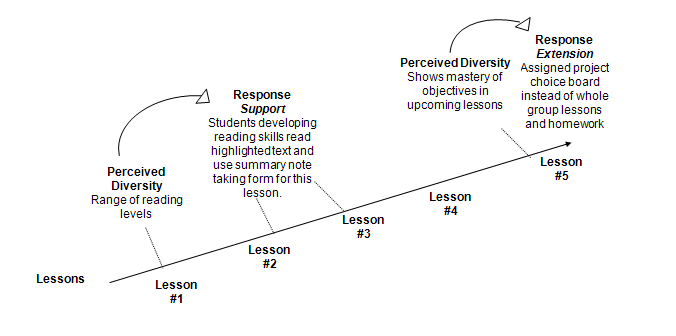 Perceived
Diversity
Range of reading
levels
Response
Support
Students developing
reading skills read
highlighted text and
use summary note
taking form for this
lesson.
Perceived Diversity
Shows mastery of
objectives in
upcoming lessons
Response
Extension
Assigned project
choice board
instead of whole
group lessons
and homework
Lessons
Lesson
#1
Lesson
#2
Lesson
#3
Lesson
#4
Lesson
#5